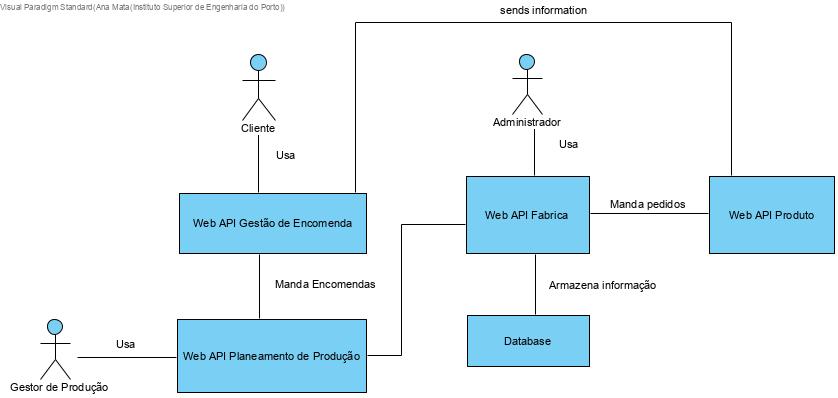 Visual Paradigm Standard(Ana Mata(Instituto Superior de Engenharia do Porto))
sends information
Cliente
Administrador
Usa
Usa
Web API Gestão de Encomenda
Web API Fabrica
Manda pedidos
Web API Produto
Manda Encomendas
Armazena informação
Usa
Web API Planeamento de Produção
Database
Gestor de Produção